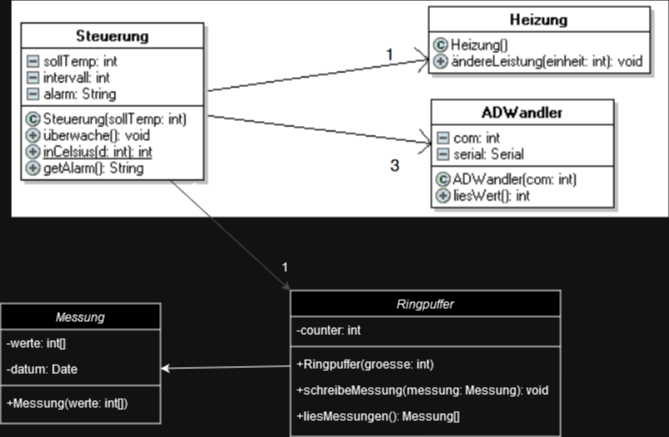 Steuerung
sollTemp: int
intervall: int
alarm: String
Steuerung(sollTemp: int)
überwache(): void
inCelsius(d: int): int
getAlarm(): String
1
Heizung
Heizung()
ändereLeistung(einheit: int): void
3
ADWandler
com: int
serial: Serial
ADWandler(com: int)
liesWert(): int
1
Messung
-werte: int[]
-datum: Date
+Messung(werte: int[])
Ringpuffer
-counter: int
+Ringpuffer(groesse: int)
+schreibeMessung(messung: Messung): void
+liesMessungen(): Messung[]